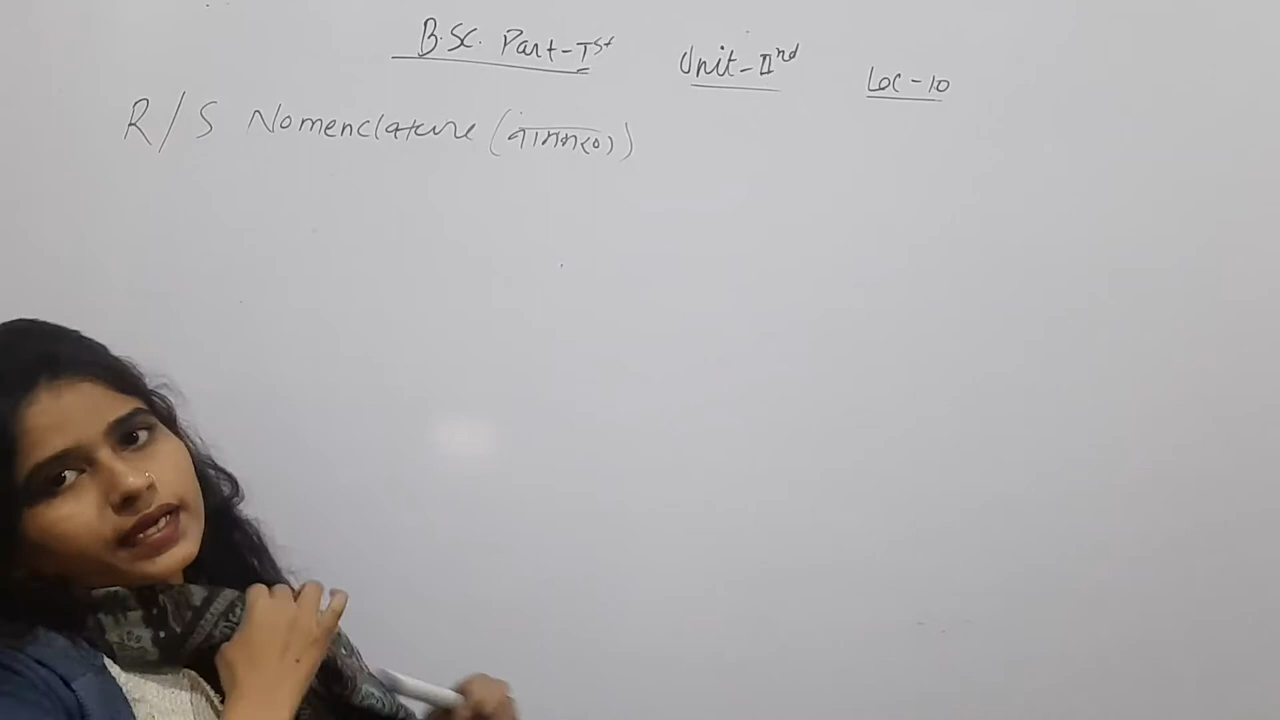 B.SC. Part-Ist Unit-IInd Lec-10
R/S Nomenclature (नामकरण)